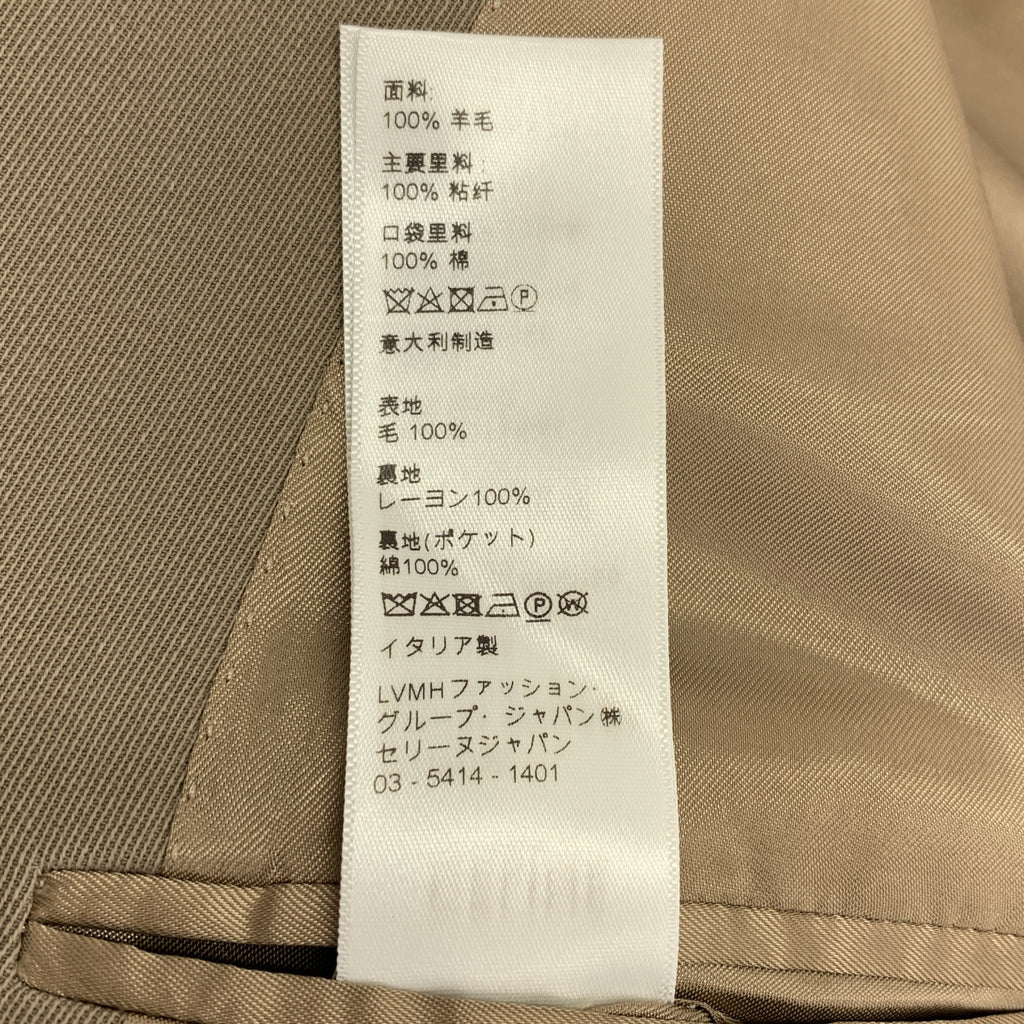 面料:
100% 羊毛
主要里料:
100% 粘纤
口袋里料
100% 棉
P
意大利制造
表地
毛 100%
裏地
レーヨン100%
裏地(ポケット)
綿100%
P W
イタリア製
LVMHファッション・
グループ・ジャパン㈱
セリーヌジャパン
03 - 5414 - 1401